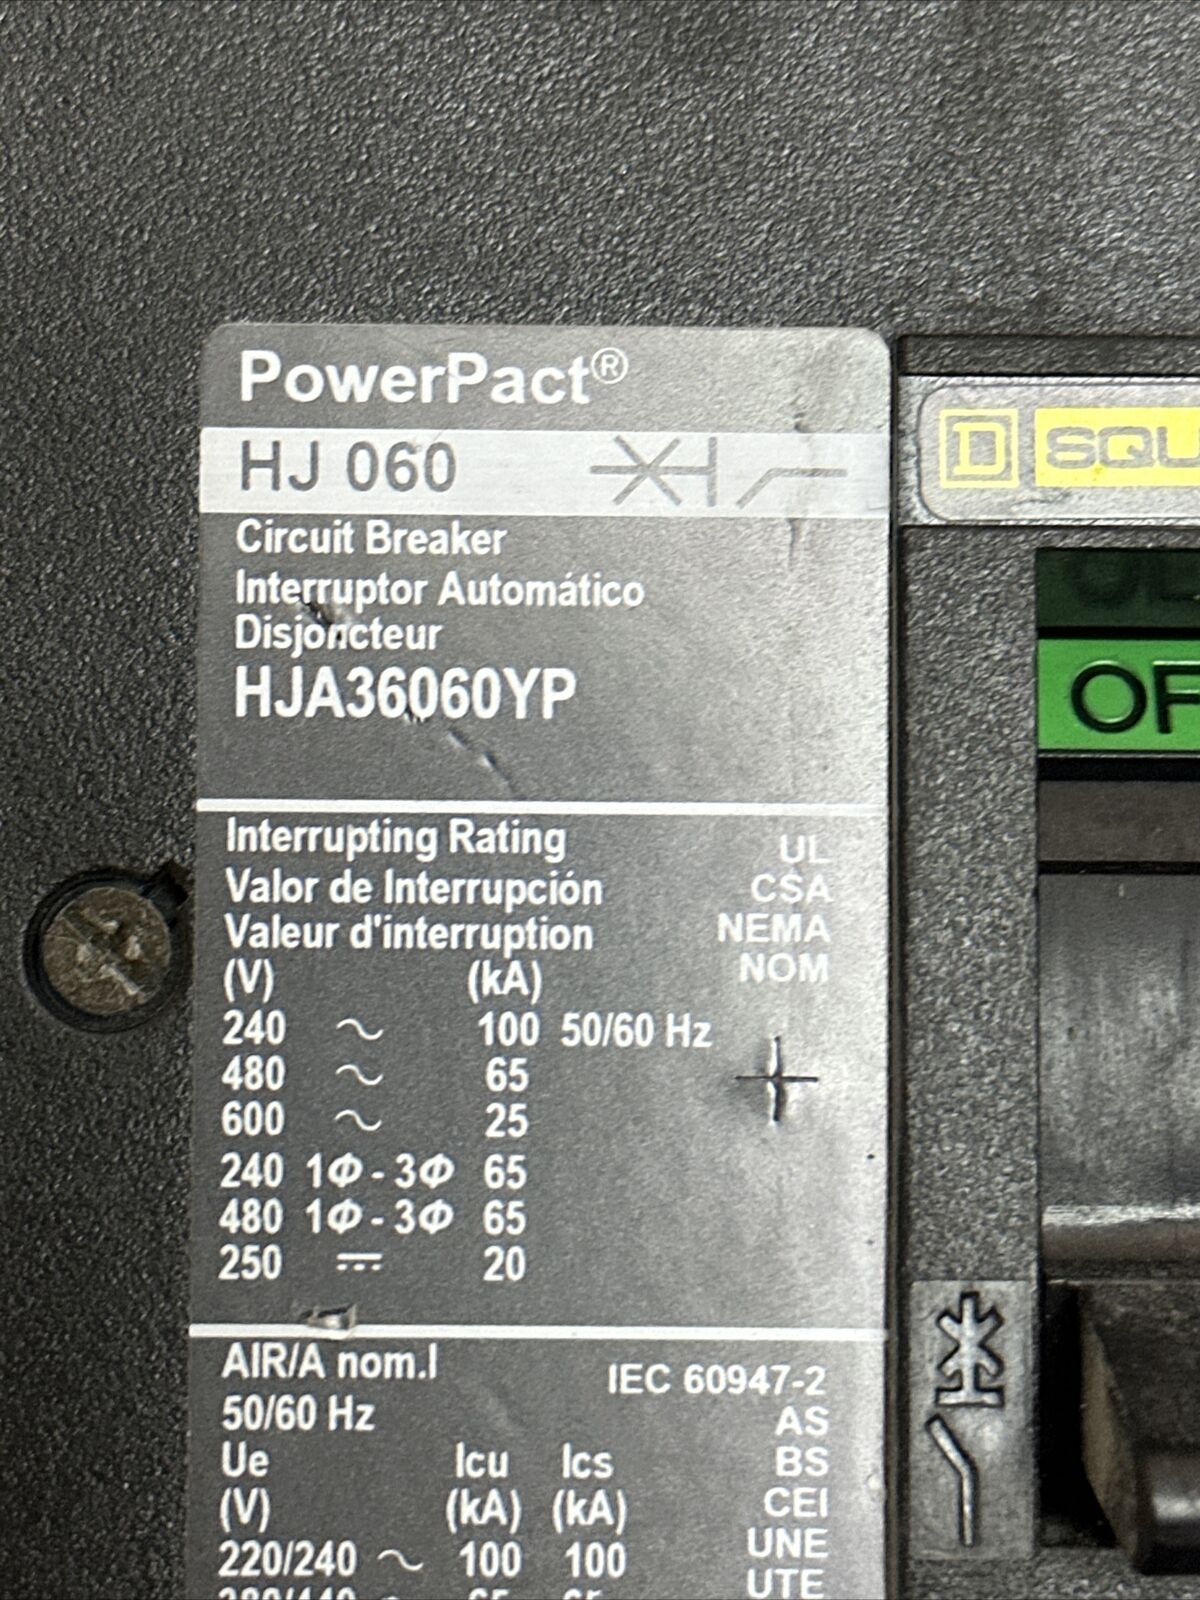 PowerPact®
HJ 060
Circuit Breaker
Interruptor Automático
Disjoncteur
HJA36060YP
Interrupting Rating
Valor de Interrupción
Valeur d'interruption
UL
CSA
NEMA
NOM
(V) (kA)
240 ~ 100 50/60 Hz
480 ~ 65
600 ~ 25
240 1Φ - 3Φ 65
480 1Φ - 3Φ 65
250 ⎓ 20
AIR/A nom.I
50/60 Hz
IEC 60947-2
AS
BS
CEI
UNE
UTE
Ue Icu Ics
(V) (kA) (kA)
220/240 ~ 100 100
D SQU
OF